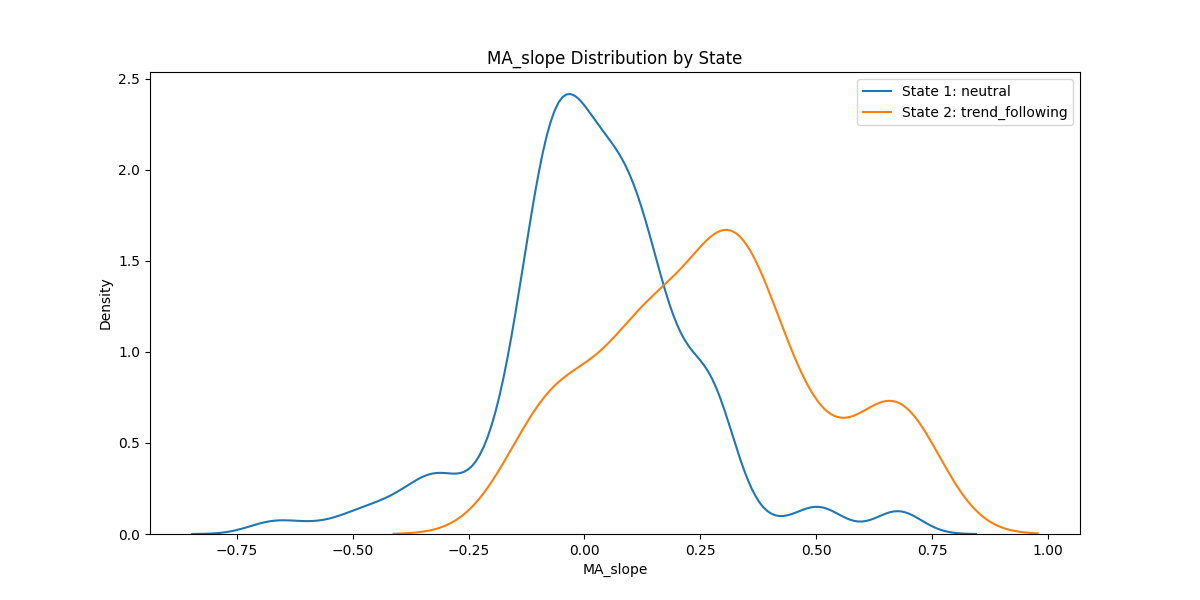 MA_slope Distribution by State
State 1: neutral
State 2: trend_following
Density
2.5
2.0
1.5
1.0
0.5
0.0
−0.75 −0.50 −0.25 0.00 0.25 0.50 0.75 1.00
MA_slope